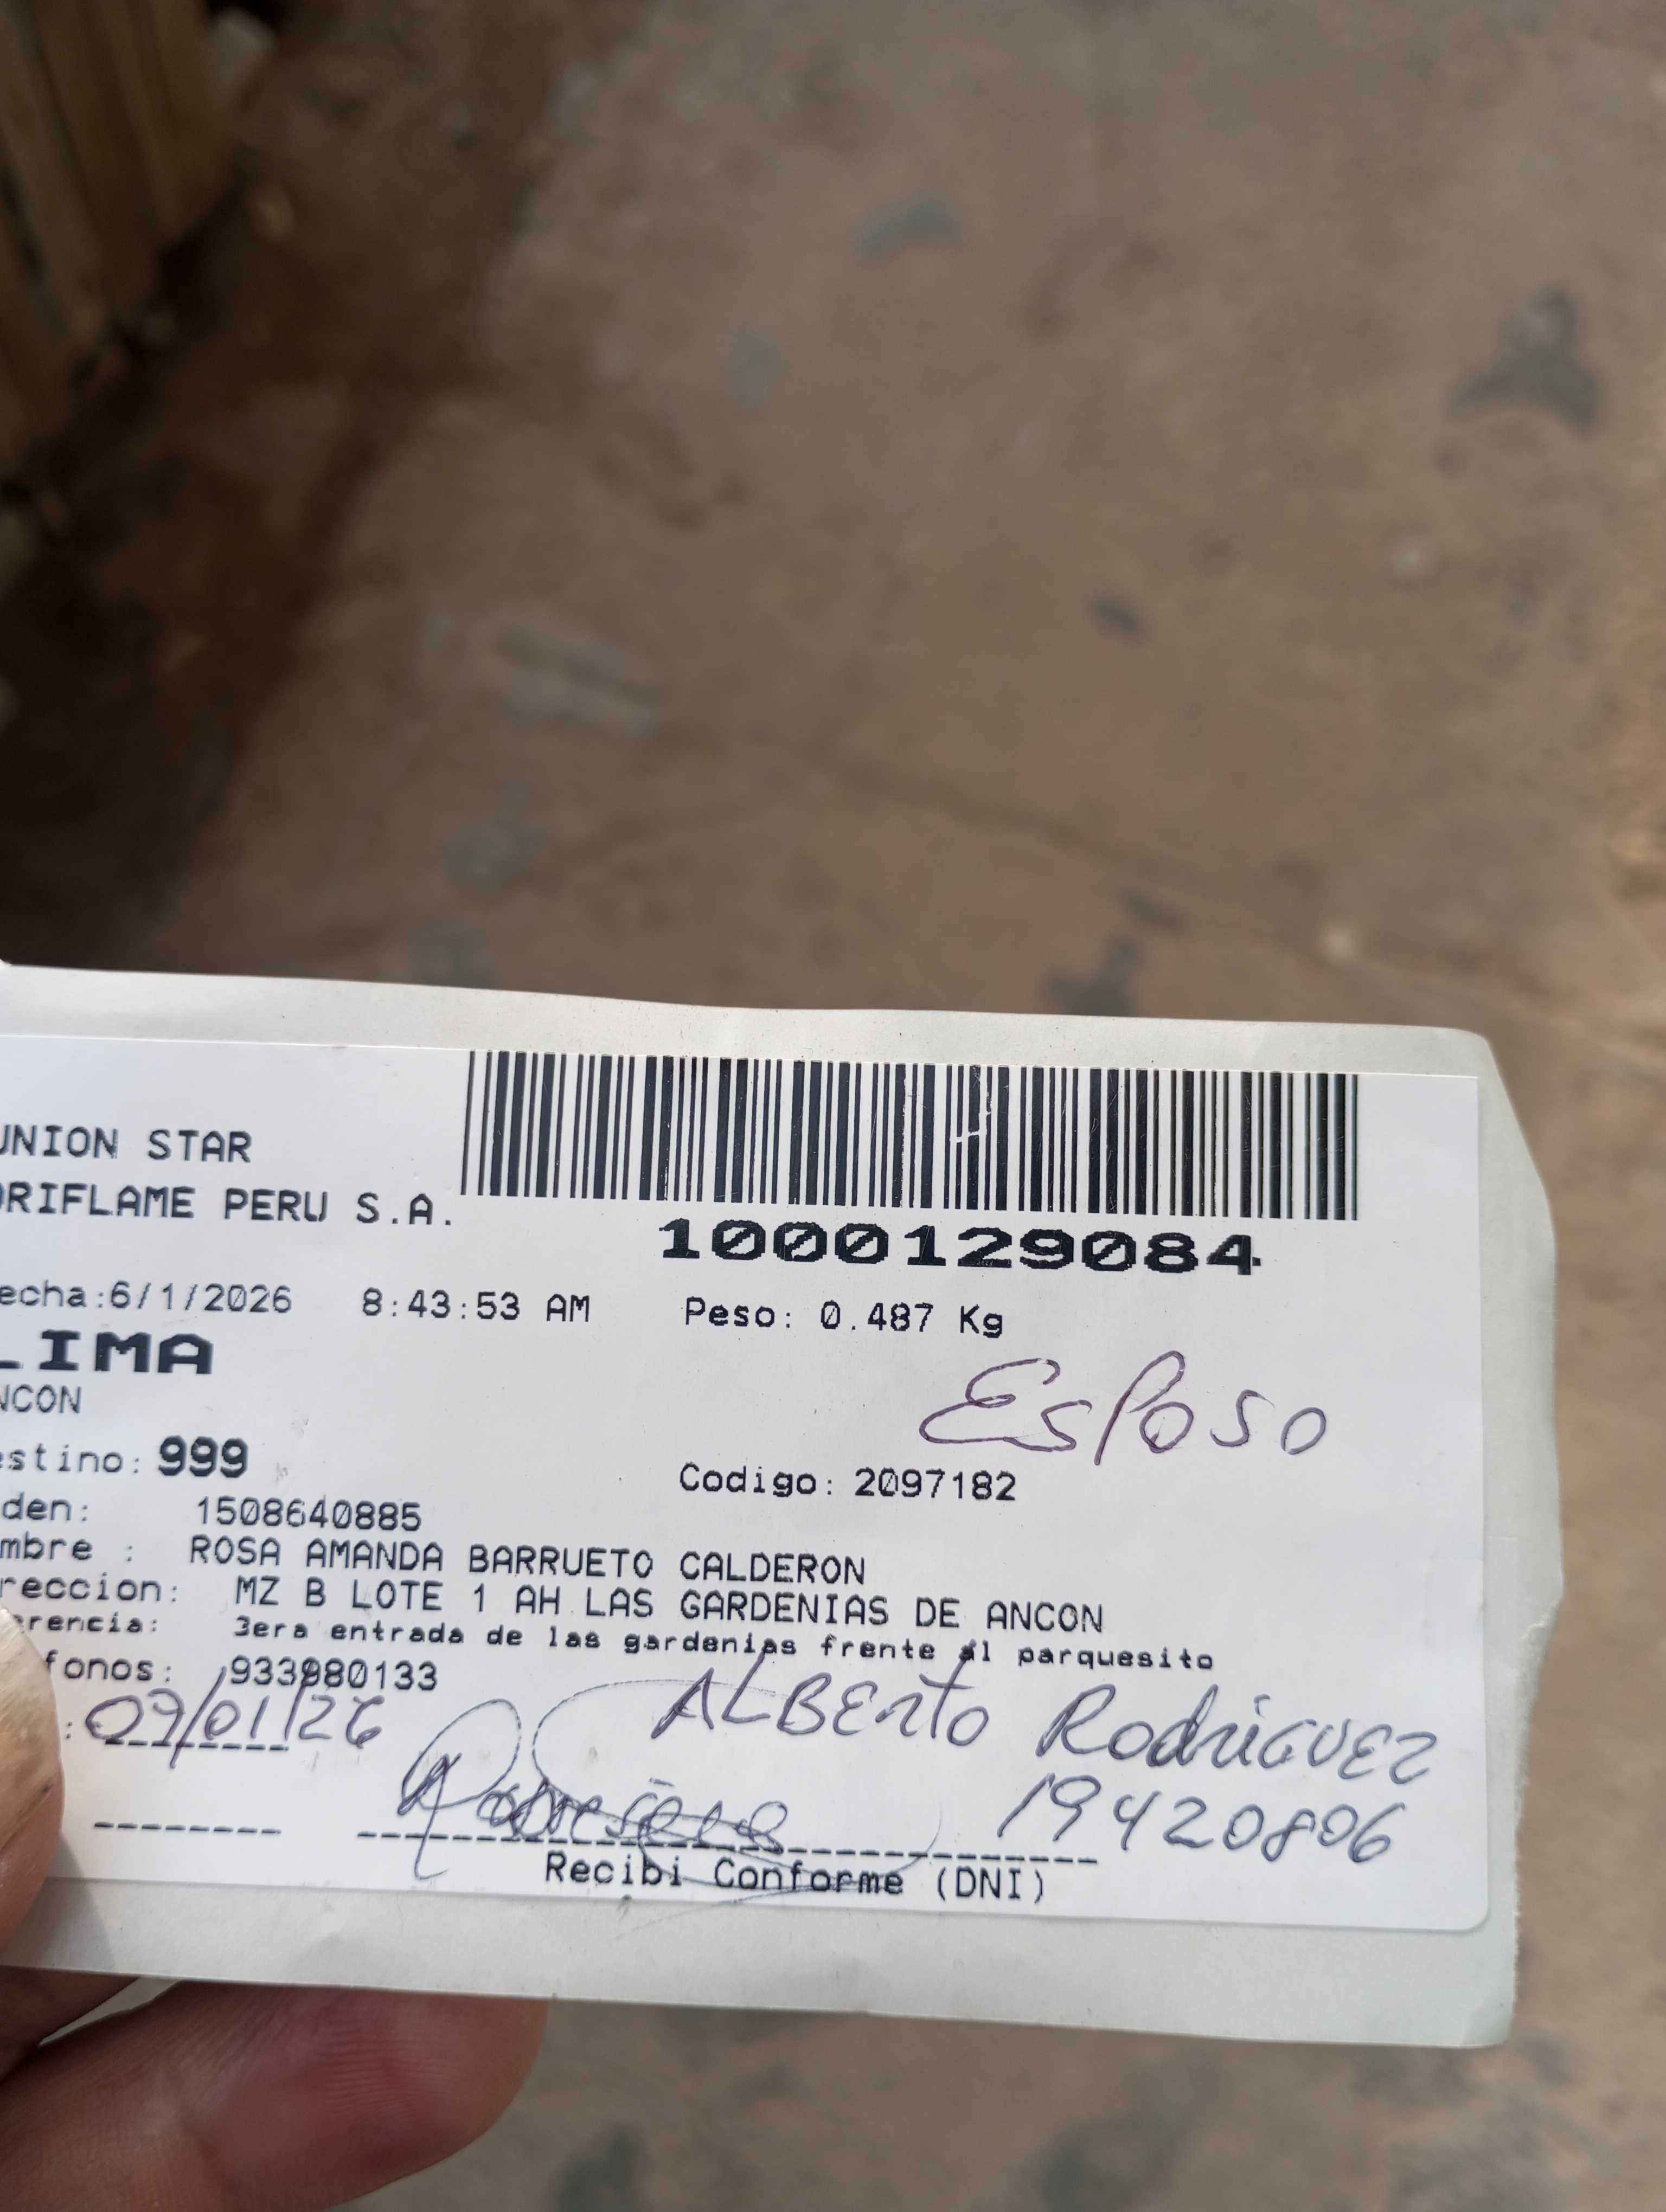 UNION STAR
ORIFLAME PERU S.A.
1000129084
echa:6/1/2026 8:43:53 AM Peso: 0.487 Kg
LIMA
NCON
Esposo
estino: 999
Codigo: 2097182
den: 1508640885
mbre : ROSA AMANDA BARRUETO CALDERON
reccion: MZ B LOTE 1 AH LAS GARDENIAS DE ANCON
erencia: 3era entrada de las gardenias frente al parquesito
fonos: 933980133
: 09/01/26
ALBERTO RODRIGUEZ
19420806
Recibi Conforme (DNI)